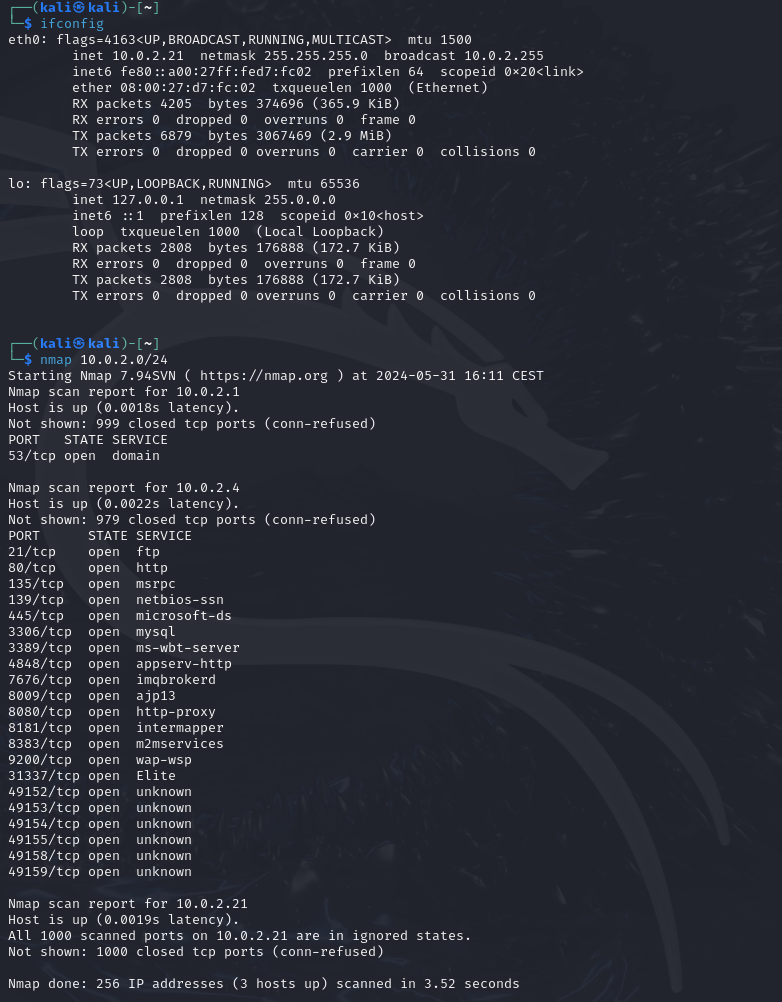 ┌──(kali㉿kali)-[~]
└─$ ifconfig
eth0: flags=4163<UP,BROADCAST,RUNNING,MULTICAST>  mtu 1500
        inet 10.0.2.21  netmask 255.255.255.0  broadcast 10.0.2.255
        inet6 fe80::a00:27ff:fed7:fc02  prefixlen 64  scopeid 0×20<link>
        ether 08:00:27:d7:fc:02  txqueuelen 1000  (Ethernet)
        RX packets 4205  bytes 374696 (365.9 KiB)
        RX errors 0  dropped 0  overruns 0  frame 0
        TX packets 6879  bytes 3067469 (2.9 MiB)
        TX errors 0  dropped 0 overruns 0  carrier 0  collisions 0

lo: flags=73<UP,LOOPBACK,RUNNING>  mtu 65536
        inet 127.0.0.1  netmask 255.0.0.0
        inet6 ::1  prefixlen 128  scopeid 0×10<host>
        loop  txqueuelen 1000  (Local Loopback)
        RX packets 2808  bytes 176888 (172.7 KiB)
        RX errors 0  dropped 0  overruns 0  frame 0
        TX packets 2808  bytes 176888 (172.7 KiB)
        TX errors 0  dropped 0 overruns 0  carrier 0  collisions 0

┌──(kali㉿kali)-[~]
└─$ nmap 10.0.2.0/24
Starting Nmap 7.94SVN ( https://nmap.org ) at 2024-05-31 16:11 CEST
Nmap scan report for 10.0.2.1
Host is up (0.0018s latency).
Not shown: 999 closed tcp ports (conn-refused)
PORT   STATE SERVICE
53/tcp open  domain

Nmap scan report for 10.0.2.4
Host is up (0.0022s latency).
Not shown: 979 closed tcp ports (conn-refused)
PORT      STATE SERVICE
21/tcp    open  ftp
80/tcp    open  http
135/tcp   open  msrpc
139/tcp   open  netbios-ssn
445/tcp   open  microsoft-ds
3306/tcp  open  mysql
3389/tcp  open  ms-wbt-server
4848/tcp  open  appserv-http
7676/tcp  open  imqbrokerd
8009/tcp  open  ajp13
8080/tcp  open  http-proxy
8181/tcp  open  intermapper
8383/tcp  open  m2mservices
9200/tcp  open  wap-wsp
31337/tcp open  Elite
49152/tcp open  unknown
49153/tcp open  unknown
49154/tcp open  unknown
49155/tcp open  unknown
49158/tcp open  unknown
49159/tcp open  unknown

Nmap scan report for 10.0.2.21
Host is up (0.0019s latency).
All 1000 scanned ports on 10.0.2.21 are in ignored states.
Not shown: 1000 closed tcp ports (conn-refused)

Nmap done: 256 IP addresses (3 hosts up) scanned in 3.52 seconds